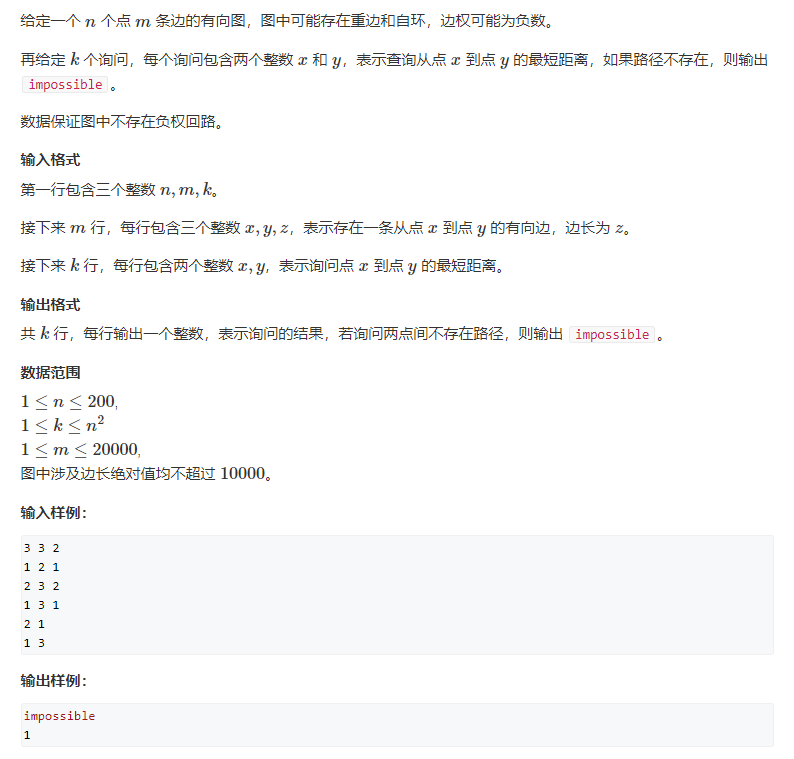 给定一个 n 个点 m 条边的有向图，图中可能存在重边和自环，边权可能为负数。
再给定 k 个询问，每个询问包含两个整数 x 和 y，表示查询从点 x 到点 y 的最短距离，如果路径不存在，则输出
impossible。
数据保证图中不存在负权回路。
输入格式
第一行包含三个整数 n, m, k。
接下来 m 行，每行包含三个整数 x, y, z，表示存在一条从点 x 到点 y 的有向边，边长为 z。
接下来 k 行，每行包含两个整数 x, y，表示询问点 x 到点 y 的最短距离。
输出格式
共 k 行，每行输出一个整数，表示询问的结果，若询问两点间不存在路径，则输出 impossible。
数据范围
1 ≤ n ≤ 200,
1 ≤ k ≤ n²
1 ≤ m ≤ 20000,
图中涉及边长绝对值均不超过 10000。
输入样例：
3 3 2
1 2 1
2 3 2
1 3 1
2 1
1 3
输出样例：
impossible
1